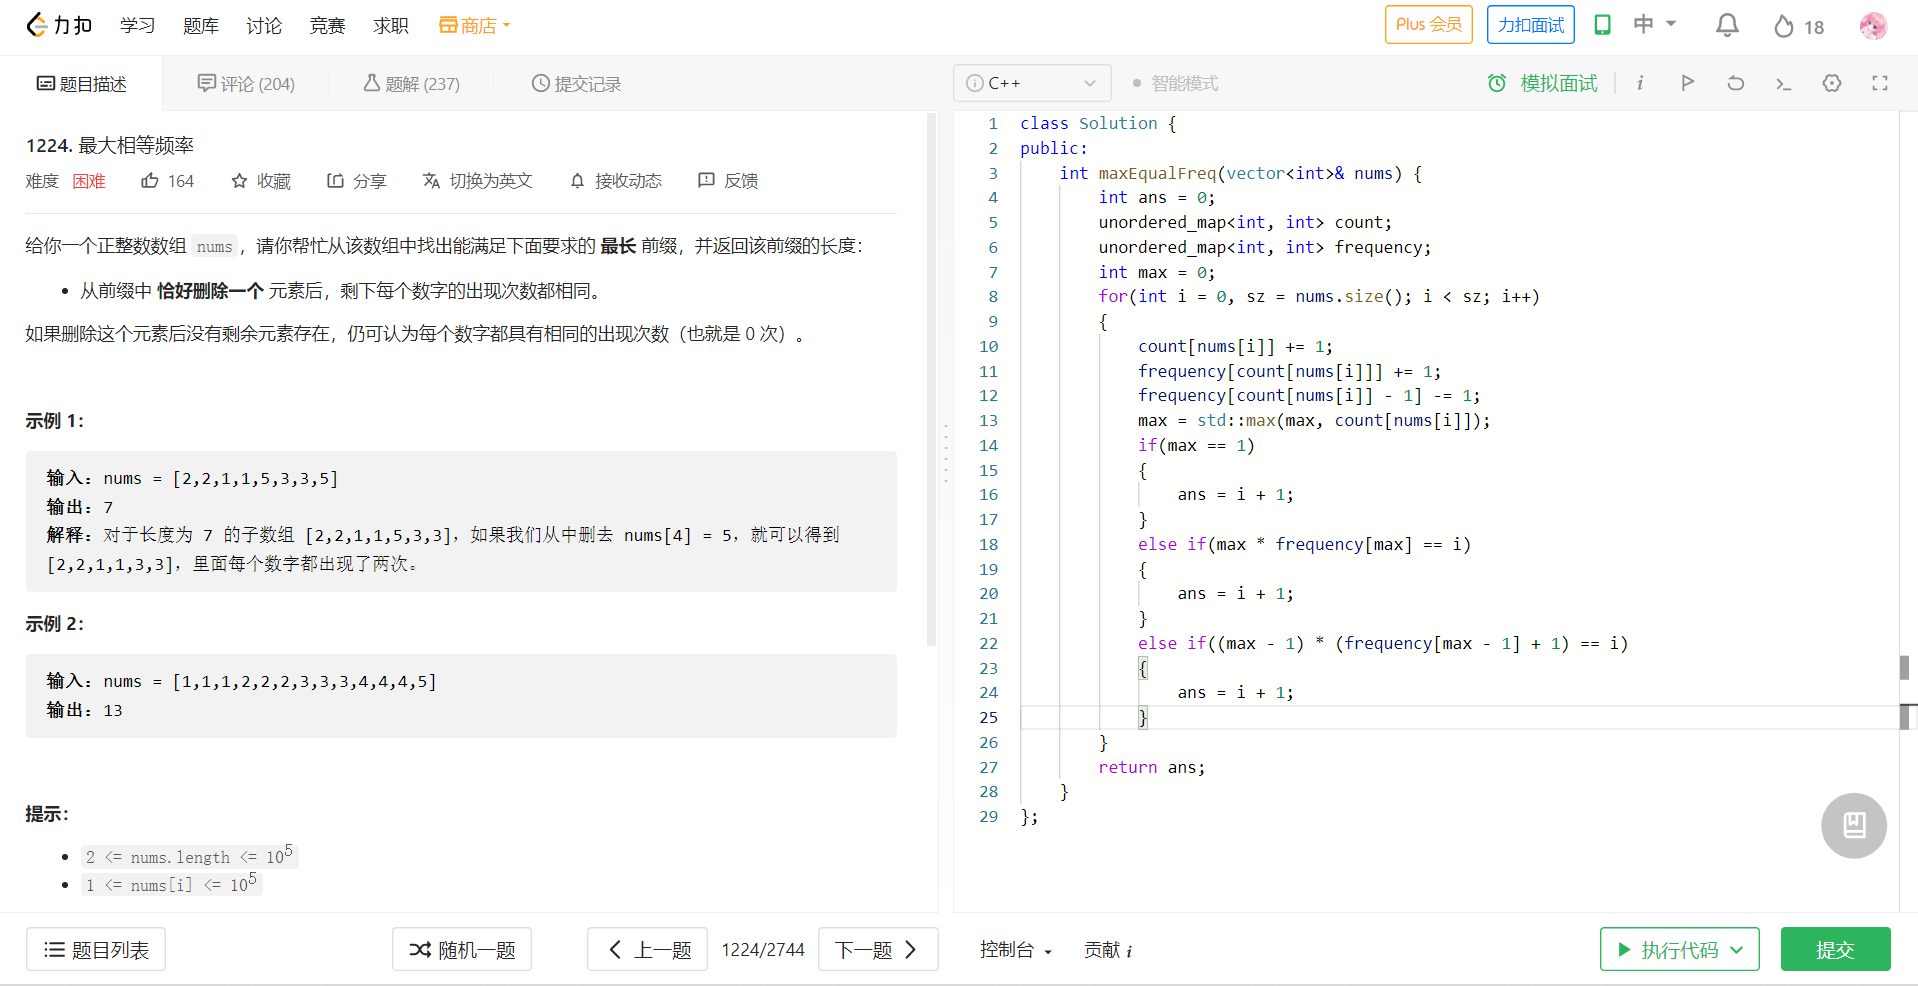 力扣 学习 题库 讨论 竞赛 求职 商店 Plus 会员 力扣面试 中 18
题目描述 评论 (204) 题解 (237) 提交记录 C++ 智能模式 模拟面试 i
1224. 最大相等频率
难度 困难 164 收藏 分享 切换为英文 接收动态 反馈
给你一个正整数数组 nums，请你帮忙从该数组中找出能满足下面要求的 最长 前缀，并返回该前缀的长度：
• 从前缀中 恰好删除一个 元素后，剩下每个数字的出现次数都相同。
如果删除这个元素后没有剩余元素存在，仍可认为每个数字都具有相同的出现次数（也就是 0 次）。
示例 1：
输入：nums = [2,2,1,1,5,3,3,5]
输出：7
解释：对于长度为 7 的子数组 [2,2,1,1,5,3,3]，如果我们从中删去 nums[4] = 5，就可以得到
[2,2,1,1,3,3]，里面每个数字都出现了两次。
示例 2：
输入：nums = [1,1,1,2,2,2,3,3,3,4,4,4,5]
输出：13
提示：
• 2 <= nums.length <= 10^5
• 1 <= nums[i] <= 10^5
1 class Solution {
2 public:
3     int maxEqualFreq(vector<int>& nums) {
4         int ans = 0;
5         unordered_map<int, int> count;
6         unordered_map<int, int> frequency;
7         int max = 0;
8         for(int i = 0, sz = nums.size(); i < sz; i++)
9         {
10             count[nums[i]] += 1;
11             frequency[count[nums[i]]] += 1;
12             frequency[count[nums[i]] - 1] -= 1;
13             max = std::max(max, count[nums[i]]);
14             if(max == 1)
15             {
16                 ans = i + 1;
17             }
18             else if(max * frequency[max] == i)
19             {
20                 ans = i + 1;
21             }
22             else if((max - 1) * (frequency[max - 1] + 1) == i)
23             {
24                 ans = i + 1;
25             }
26         }
27         return ans;
28     }
29 };
题目列表 随机一题 上一题 1224/2744 下一题 控制台 贡献 i 执行代码 提交